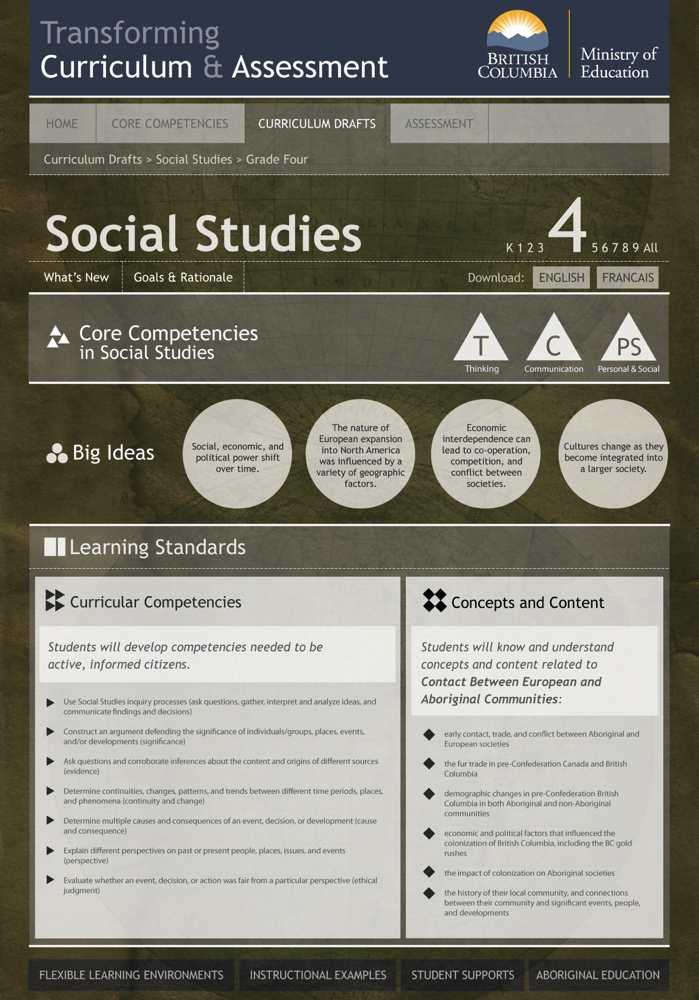 Transforming
Curriculum & Assessment
BRITISH
COLUMBIA
Ministry of
Education
HOME
CORE COMPETENCIES
CURRICULUM DRAFTS
ASSESSMENT
Curriculum Drafts > Social Studies > Grade Four
Social Studies
K 1 2 3 4 5 6 7 8 9 All
What's New
Goals & Rationale
Download:
ENGLISH
FRANCAIS
Core Competencies
in Social Studies
T
Thinking
C
Communication
PS
Personal & Social
Big Ideas
Social, economic, and
political power shift
over time.
The nature of
European expansion
into North America
was influenced by a
variety of geographic
factors.
Economic
interdependence can
lead to co-operation,
competition, and
conflict between
societies.
Cultures change as they
become integrated into
a larger society.
Learning Standards
Curricular Competencies
Students will develop competencies needed to be
active, informed citizens.
Use Social Studies inquiry processes (ask questions, gather, interpret and analyze ideas, and
communicate findings and decisions)
Construct an argument defending the significance of individuals/groups, places, events,
and/or developments (significance)
Ask questions and corroborate inferences about the content and origins of different sources
(evidence)
Determine continuities, changes, patterns, and trends between different time periods, places,
and phenomena (continuity and change)
Determine multiple causes and consequences of an event, decision, or development (cause
and consequence)
Explain different perspectives on past or present people, places, issues, and events
(perspective)
Evaluate whether an event, decision, or action was fair from a particular perspective (ethical
judgment)
Concepts and Content
Students will know and understand
concepts and content related to
Contact Between European and
Aboriginal Communities:
early contact, trade, and conflict between Aboriginal and
European societies
the fur trade in pre-Confederation Canada and British
Columbia
demographic changes in pre-Confederation British
Columbia in both Aboriginal and non-Aboriginal
communities
economic and political factors that influenced the
colonization of British Columbia, including the BC gold
rushes
the impact of colonization on Aboriginal societies
the history of their local community, and connections
between their community and significant events, people,
and developments
FLEXIBLE LEARNING ENVIRONMENTS
INSTRUCTIONAL EXAMPLES
STUDENT SUPPORTS
ABORIGINAL EDUCATION